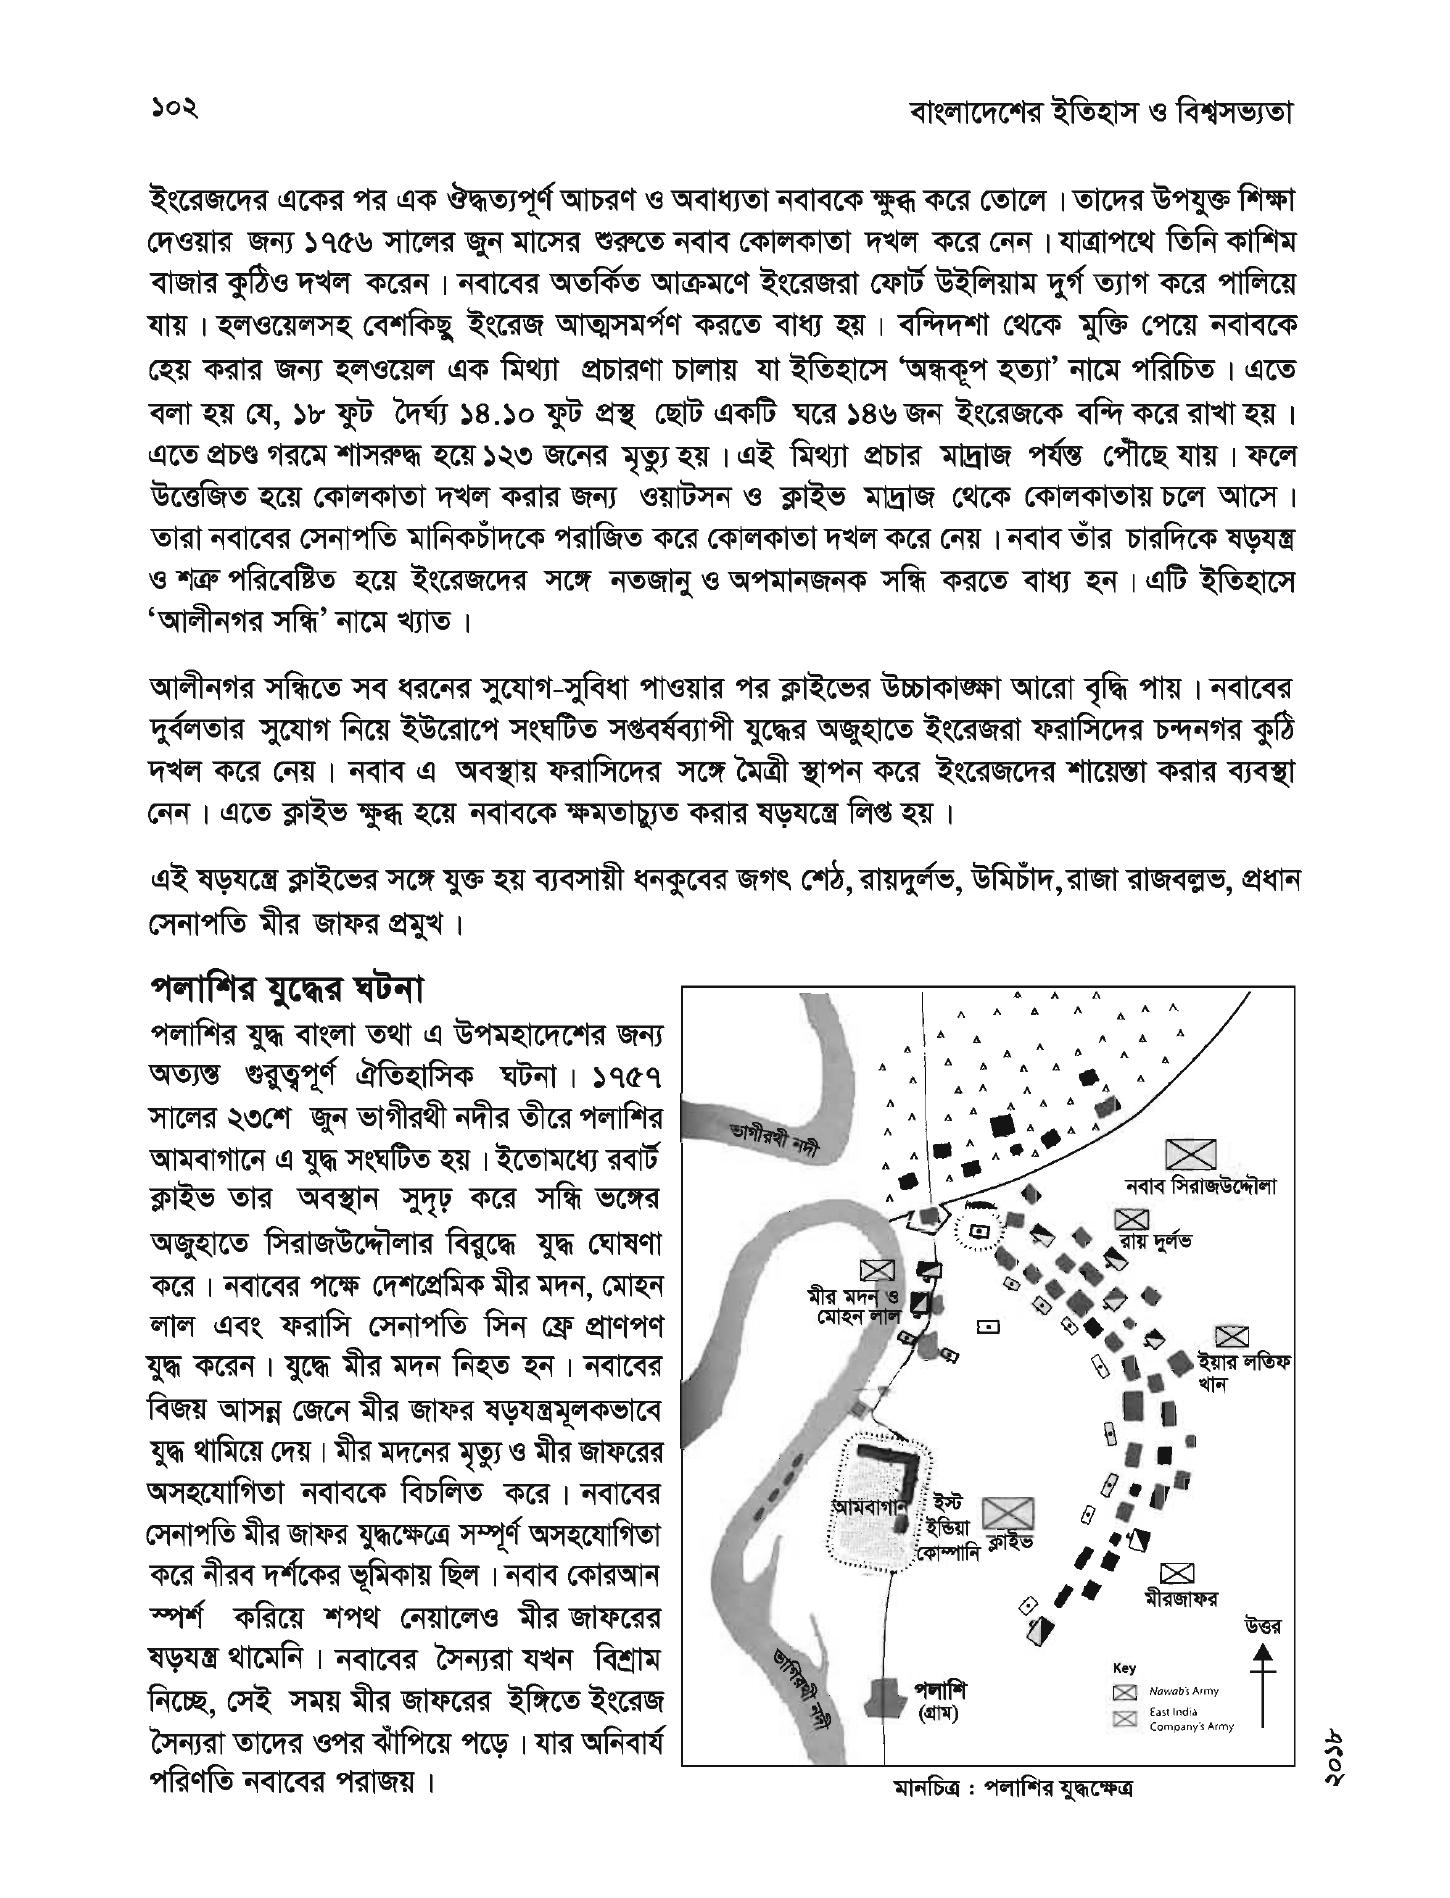 ১০২
বাংলাদেশের ইতিহাস ও বিশ্বসভ্যতা
ইংরেজদের একের পর এক ঔদ্ধত্যপূর্ণ আচরণ ও অবাধ্যতা নবাবকে ক্ষুব্ধ করে তোলে । তাদের উপযুক্ত শিক্ষা
দেওয়ার জন্য ১৭৫৬ সালের জুন মাসের শুরুতে নবাব কোলকাতা দখল করে নেন । যাত্রাপথে তিনি কাশিম
বাজার কুঠিও দখল করেন । নবাবের অতর্কিত আক্রমণে ইংরেজরা ফোর্ট উইলিয়াম দুর্গ ত্যাগ করে পালিয়ে
যায় । হলওয়েলসহ বেশকিছু ইংরেজ আত্মসমর্পণ করতে বাধ্য হয় । বন্দিদশা থেকে মুক্তি পেয়ে নবাবকে
হেয় করার জন্য হলওয়েল এক মিথ্যা প্রচারণা চালায় যা ইতিহাসে ‘অন্ধকূপ হত্যা’ নামে পরিচিত । এতে
বলা হয় যে, ১৮ ফুট দৈর্ঘ্য ১৪.১০ ফুট প্রস্থ ছোট একটি ঘরে ১৪৬ জন ইংরেজকে বন্দি করে রাখা হয় ।
এতে প্রচণ্ড গরমে শাসরুদ্ধ হয়ে ১২৩ জনের মৃত্যু হয় । এই মিথ্যা প্রচার মাদ্রাজ পর্যন্ত পৌঁছে যায় । ফলে
উত্তেজিত হয়ে কোলকাতা দখল করার জন্য ওয়াটসন ও ক্লাইভ মাদ্রাজ থেকে কোলকাতায় চলে আসে ।
তারা নবাবের সেনাপতি মানিকচাঁদকে পরাজিত করে কোলকাতা দখল করে নেয় । নবাব তাঁর চারদিকে ষড়যন্ত্র
ও শত্রু পরিবেষ্টিত হয়ে ইংরেজদের সঙ্গে নতজানু ও অপমানজনক সন্ধি করতে বাধ্য হন । এটি ইতিহাসে
‘আলীনগর সন্ধি’ নামে খ্যাত ।
আলীনগর সন্ধিতে সব ধরনের সুযোগ-সুবিধা পাওয়ার পর ক্লাইভের উচ্চাকাঙ্ক্ষা আরো বৃদ্ধি পায় । নবাবের
দুর্বলতার সুযোগ নিয়ে ইউরোপে সংঘটিত সপ্তবর্ষব্যাপী যুদ্ধের অজুহাতে ইংরেজরা ফরাসিদের চন্দনগর কুঠি
দখল করে নেয় । নবাব এ অবস্থায় ফরাসিদের সঙ্গে মৈত্রী স্থাপন করে ইংরেজদের শায়েস্তা করার ব্যবস্থা
নেন । এতে ক্লাইভ ক্ষুব্ধ হয়ে নবাবকে ক্ষমতাচ্যুত করার ষড়যন্ত্রে লিপ্ত হয় ।
এই ষড়যন্ত্রে ক্লাইভের সঙ্গে যুক্ত হয় ব্যবসায়ী ধনকুবের জগৎ শেঠ, রায়দুর্লভ, উমিচাঁদ, রাজা রাজবল্লভ, প্রধান
সেনাপতি মীর জাফর প্রমুখ ।
পলাশির যুদ্ধের ঘটনা
পলাশির যুদ্ধ বাংলা তথা এ উপমহাদেশের জন্য
অত্যন্ত গুরুত্বপূর্ণ ঐতিহাসিক ঘটনা । ১৭৫৭
সালের ২৩শে জুন ভাগীরথী নদীর তীরে পলাশির
আমবাগানে এ যুদ্ধ সংঘটিত হয় । ইতোমধ্যে রবার্ট
ক্লাইভ তার অবস্থান সুদৃঢ় করে সন্ধি ভঙ্গের
অজুহাতে সিরাজউদ্দৌলার বিরুদ্ধে যুদ্ধ ঘোষণা
করে । নবাবের পক্ষে দেশপ্রেমিক মীর মদন, মোহন
লাল এবং ফরাসি সেনাপতি সিন ফ্রে প্রাণপণ
যুদ্ধ করেন । যুদ্ধে মীর মদন নিহত হন । নবাবের
বিজয় আসন্ন জেনে মীর জাফর ষড়যন্ত্রমূলকভাবে
যুদ্ধ থামিয়ে দেয় । মীর মদনের মৃত্যু ও মীর জাফরের
অসহযোগিতা নবাবকে বিচলিত করে । নবাবের
সেনাপতি মীর জাফর যুদ্ধক্ষেত্রে সম্পূর্ণ অসহযোগিতা
করে নীরব দর্শকের ভূমিকায় ছিল । নবাব কোরআন
স্পর্শ করিয়ে শপথ নেয়ালেও মীর জাফরের
ষড়যন্ত্র থামেনি । নবাবের সৈন্যরা যখন বিশ্রাম
নিচ্ছে, সেই সময় মীর জাফরের ইঙ্গিতে ইংরেজ
সৈন্যরা তাদের ওপর ঝাঁপিয়ে পড়ে । যার অনিবার্য
পরিণতি নবাবের পরাজয় ।
ভাগীরথী নদী
নবাব সিরাজউদ্দৌলা
রায় দুর্লভ
মীর মদন ও
মোহন লাল
ইয়ার লতিফ
খান
আমবাগান
ইস্ট
ইন্ডিয়া
কোম্পানি
ক্লাইভ
মীরজাফর
উত্তর
ভাগিরথী নদী
পলাশি
(গ্রাম)
Key
Nawab's Army
East India
Company's Army
মানচিত্র : পলাশির যুদ্ধক্ষেত্র
২০১৮